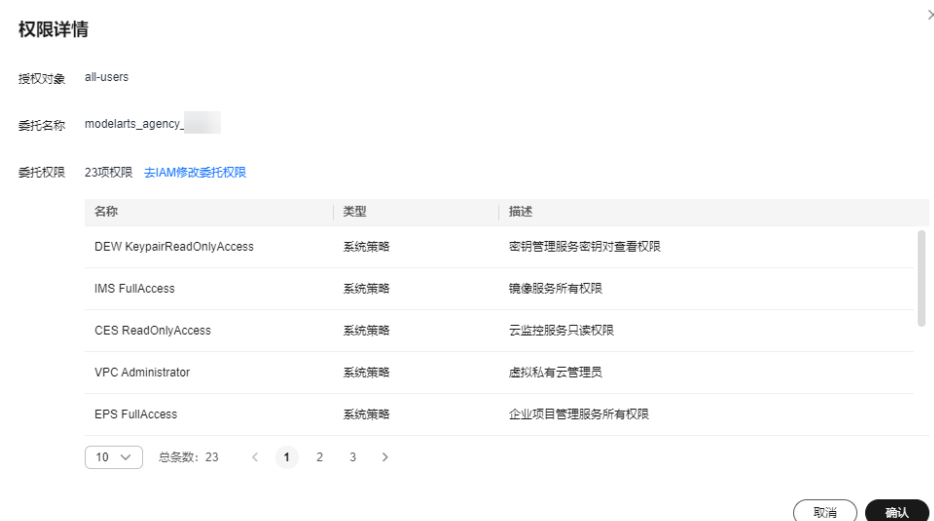 权限详情
授权对象 all-users
委托名称 modelarts_agency_
委托权限 23项权限 去IAM修改委托权限
名称 类型 描述
DEW KeypairReadOnlyAccess 系统策略 密钥管理服务密钥对查看权限
IMS FullAccess 系统策略 镜像服务所有权限
CES ReadOnlyAccess 系统策略 云监控服务只读权限
VPC Administrator 系统策略 虚拟私有云管理员
EPS FullAccess 系统策略 企业项目管理服务所有权限
10 总条数: 23 < 1 2 3 >
取消 确认